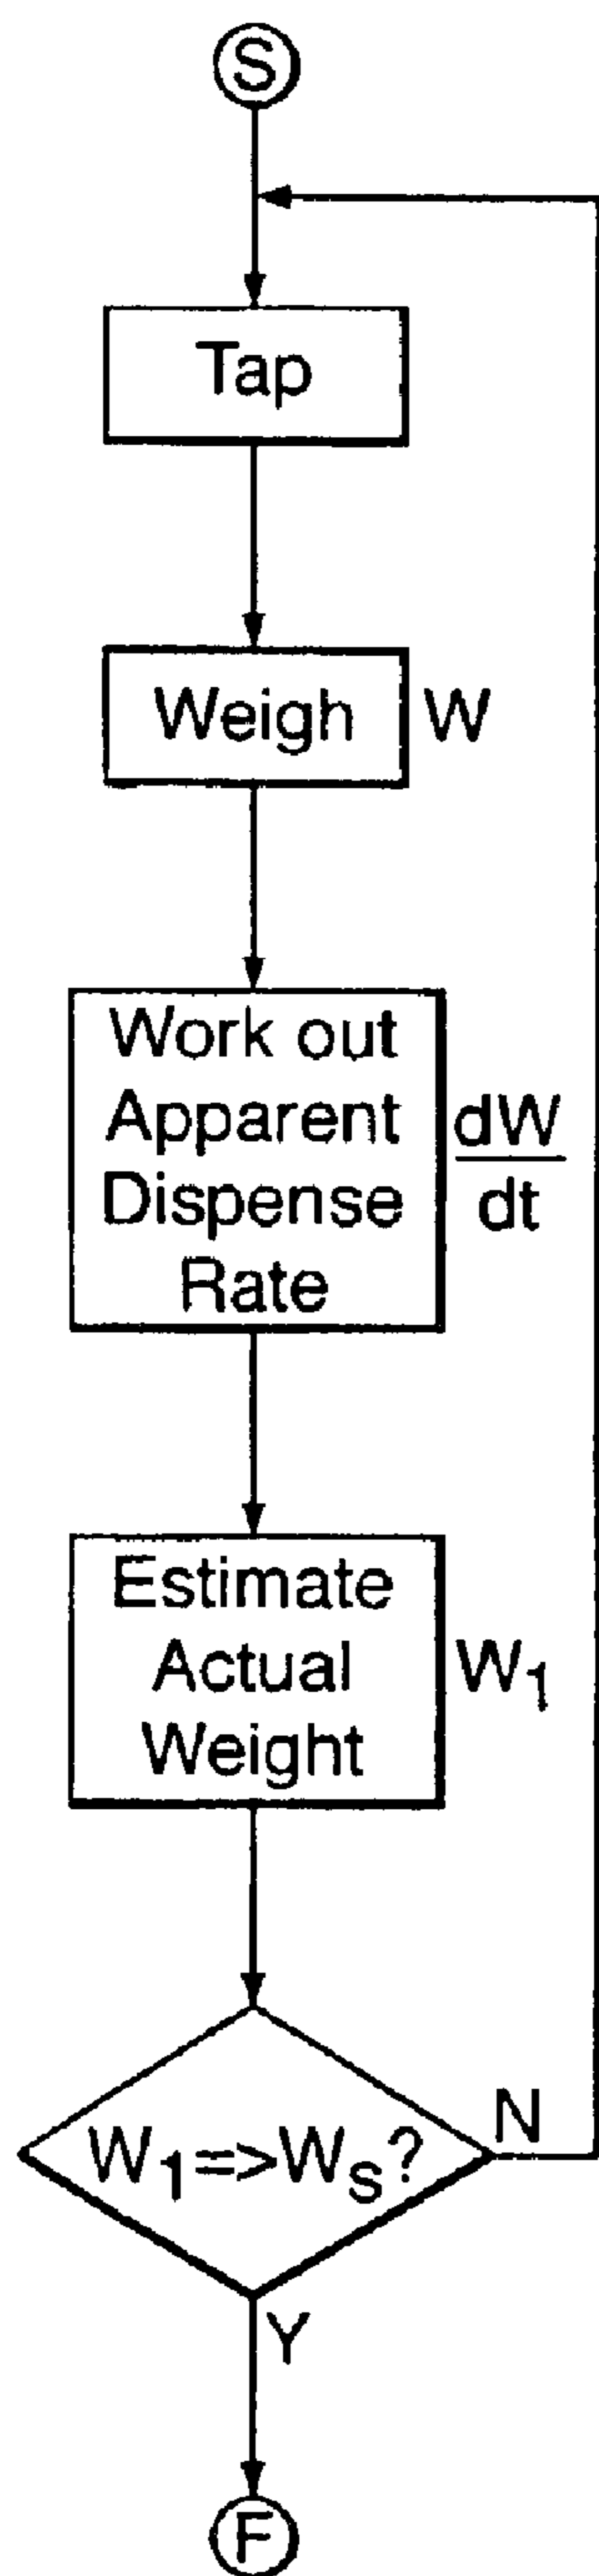 S
Tap
Weigh W
Work out
Apparent
Dispense
Rate
dW
dt
Estimate
Actual
Weight
W₁
W₁=>Wₛ?
N
Y
F